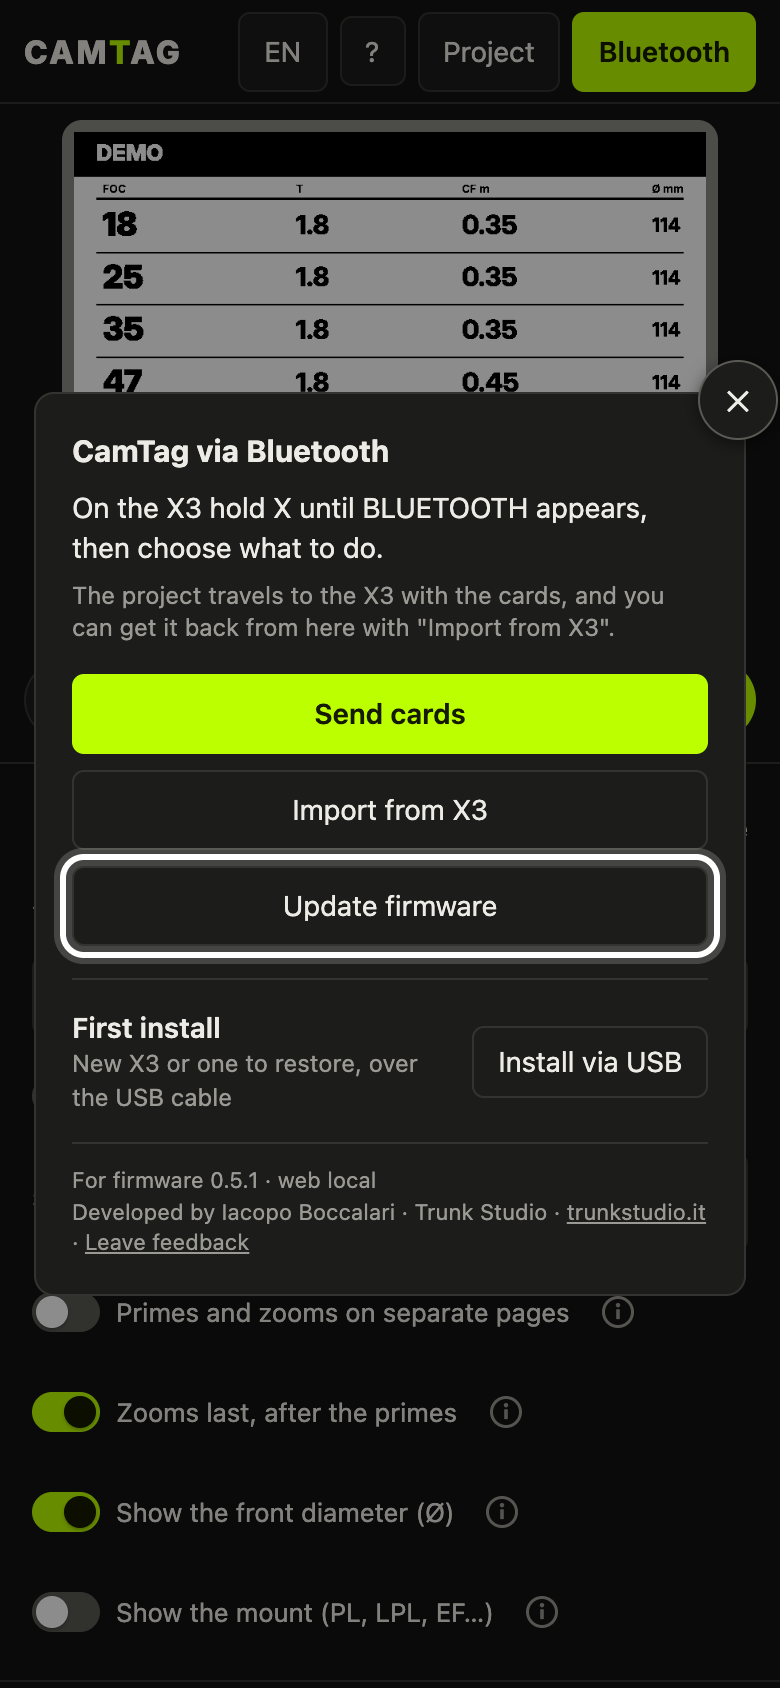 CAMTAG
EN
?
Project
Bluetooth
DEMO
FOC T CF m Ø mm
18 1.8 0.35 114
25 1.8 0.35 114
35 1.8 0.35 114
47 1.8 0.45 114
CamTag via Bluetooth
On the X3 hold X until BLUETOOTH appears,
then choose what to do.
The project travels to the X3 with the cards, and you
can get it back from here with "Import from X3".
Send cards
Import from X3
Update firmware
First install
New X3 or one to restore, over
the USB cable
Install via USB
For firmware 0.5.1 · web local
Developed by Iacopo Boccalari · Trunk Studio · trunkstudio.it
· Leave feedback
Primes and zooms on separate pages
Zooms last, after the primes
Show the front diameter (Ø)
Show the mount (PL, LPL, EF...)